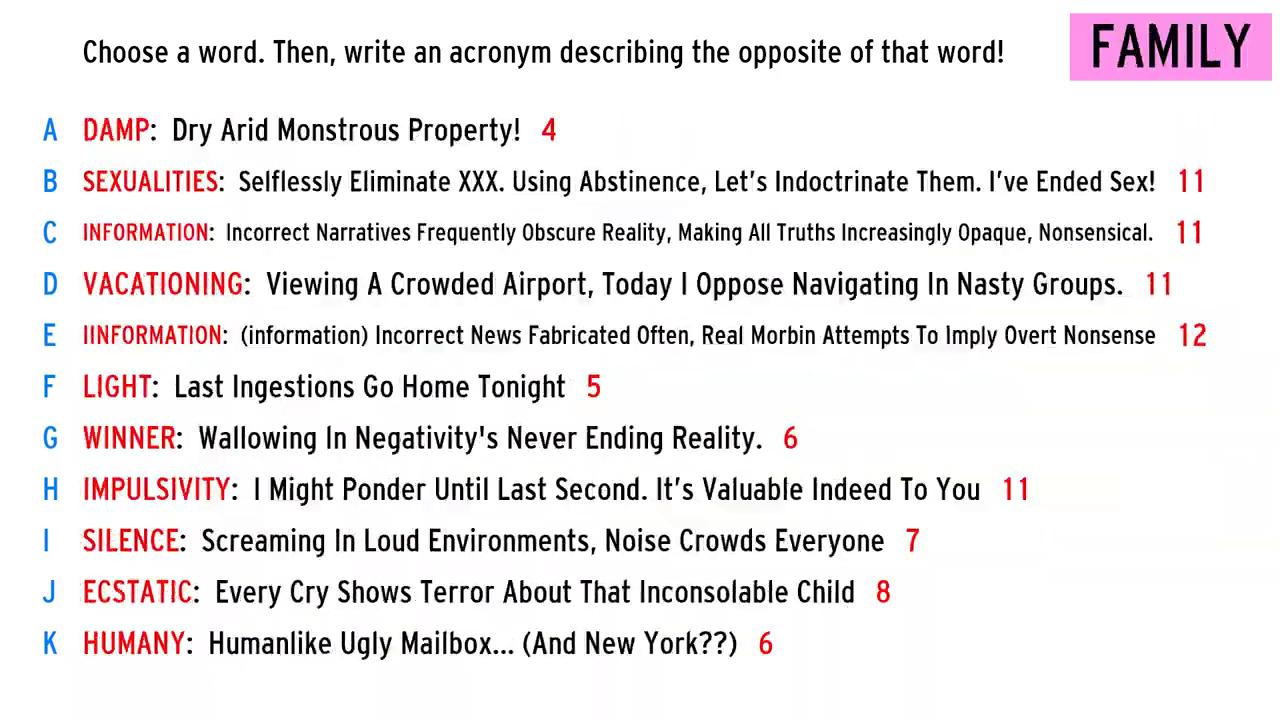 Choose a word. Then, write an acronym describing the opposite of that word!
FAMILY
A DAMP: Dry Arid Monstrous Property! 4
B SEXUALITIES: Selflessly Eliminate XXX. Using Abstinence, Let's Indoctrinate Them. I've Ended Sex! 11
C INFORMATION: Incorrect Narratives Frequently Obscure Reality, Making All Truths Increasingly Opaque, Nonsensical. 11
D VACATIONING: Viewing A Crowded Airport, Today I Oppose Navigating In Nasty Groups. 11
E IINFORMATION: (information) Incorrect News Fabricated Often, Real Morbin Attempts To Imply Overt Nonsense 12
F LIGHT: Last Ingestions Go Home Tonight 5
G WINNER: Wallowing In Negativity's Never Ending Reality. 6
H IMPULSIVITY: I Might Ponder Until Last Second. It's Valuable Indeed To You 11
I SILENCE: Screaming In Loud Environments, Noise Crowds Everyone 7
J ECSTATIC: Every Cry Shows Terror About That Inconsolable Child 8
K HUMANY: Humanlike Ugly Mailbox... (And New York??) 6